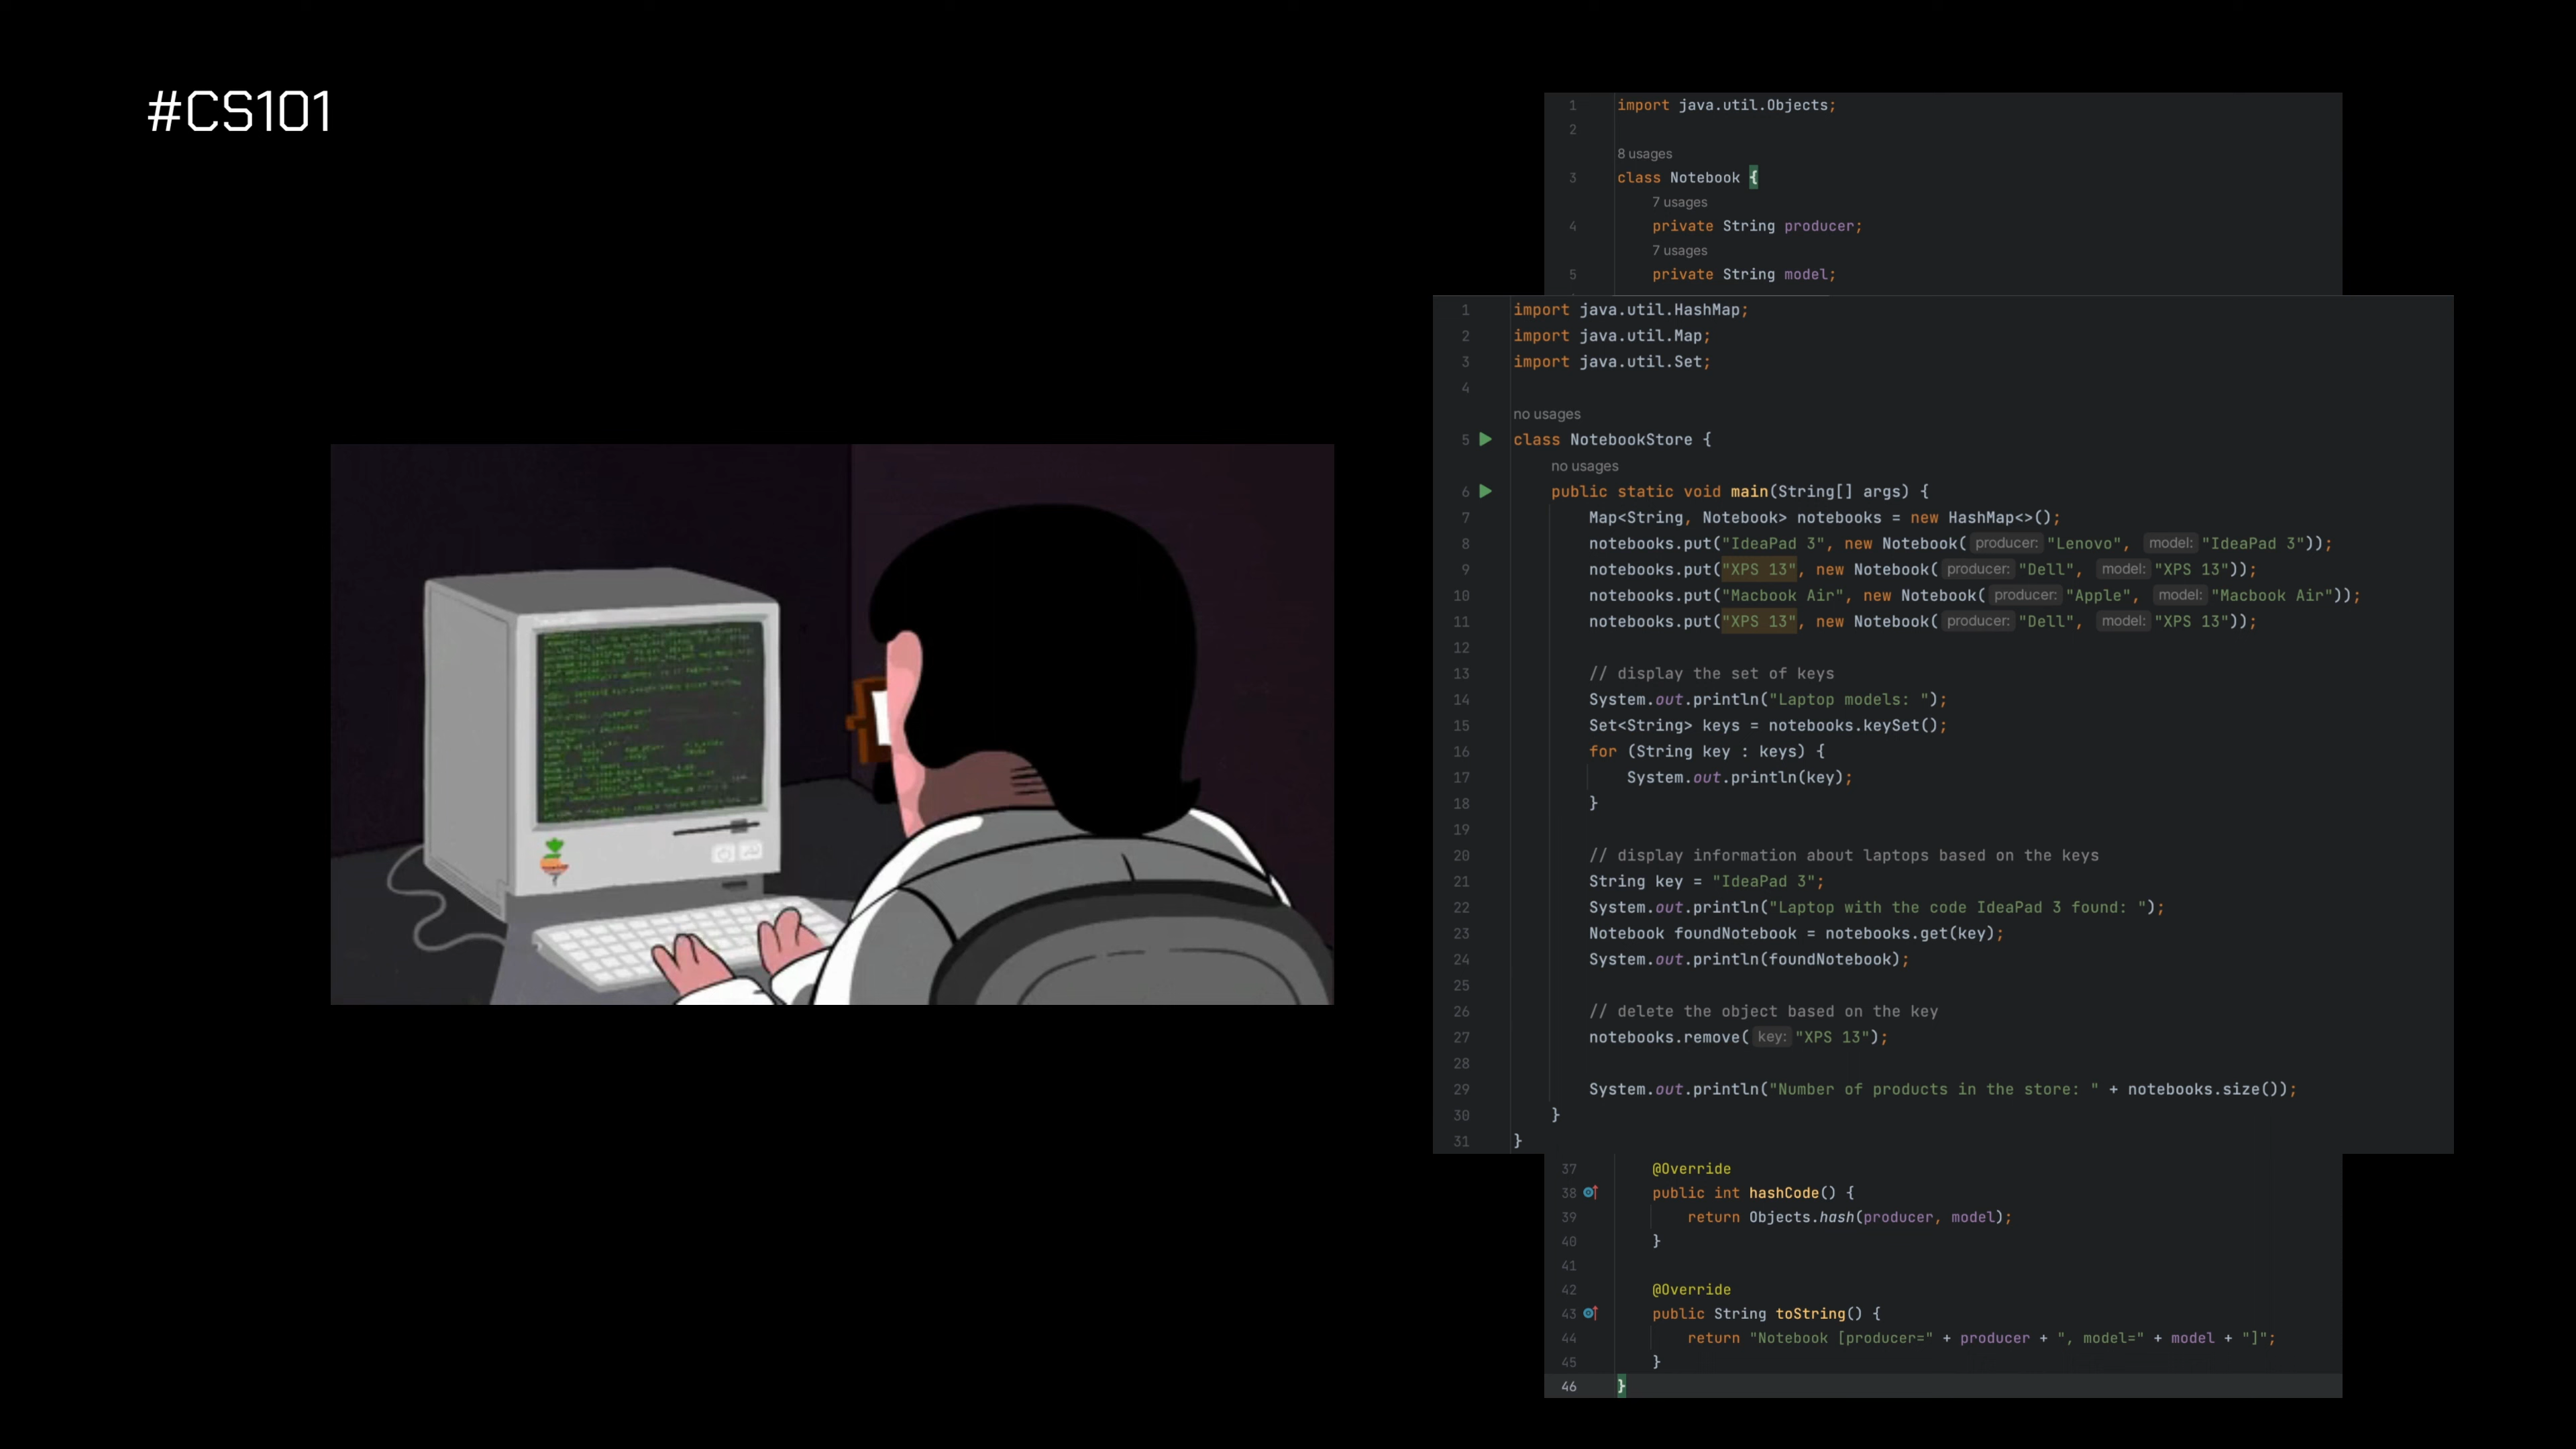 #CS101
1 import java.util.Objects;
2
8 usages
3 class Notebook {
7 usages
4 private String producer;
7 usages
5 private String model;
1 import java.util.HashMap;
2 import java.util.Map;
3 import java.util.Set;
4
no usages
5 class NotebookStore {
no usages
6 public static void main(String[] args) {
7 Map<String, Notebook> notebooks = new HashMap<>();
8 notebooks.put("IdeaPad 3", new Notebook( producer: "Lenovo", model: "IdeaPad 3"));
9 notebooks.put("XPS 13", new Notebook( producer: "Dell", model: "XPS 13"));
10 notebooks.put("Macbook Air", new Notebook( producer: "Apple", model: "Macbook Air"));
11 notebooks.put("XPS 13", new Notebook( producer: "Dell", model: "XPS 13"));
12
13 // display the set of keys
14 System.out.println("Laptop models: ");
15 Set<String> keys = notebooks.keySet();
16 for (String key : keys) {
17 System.out.println(key);
18 }
19
20 // display information about laptops based on the keys
21 String key = "IdeaPad 3";
22 System.out.println("Laptop with the code IdeaPad 3 found: ");
23 Notebook foundNotebook = notebooks.get(key);
24 System.out.println(foundNotebook);
25
26 // delete the object based on the key
27 notebooks.remove( key: "XPS 13");
28
29 System.out.println("Number of products in the store: " + notebooks.size());
30 }
31 }
37 @Override
38 public int hashCode() {
39 return Objects.hash(producer, model);
40 }
41
42 @Override
43 public String toString() {
44 return "Notebook [producer=" + producer + ", model=" + model + "]";
45 }
46 }